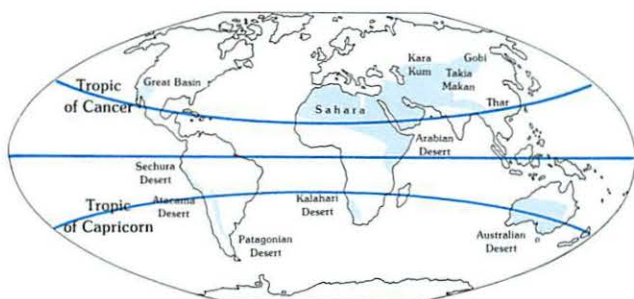 Kara
Kum
Gobi
Takia
Makan
Tropic
of Cancer
Great Basin
Sahara
Thar
Arabian
Desert
Sechura
Desert
Tropic
of Capricorn
Atacama
Desert
Kalahari
Desert
Patagonian
Desert
Australian
Desert